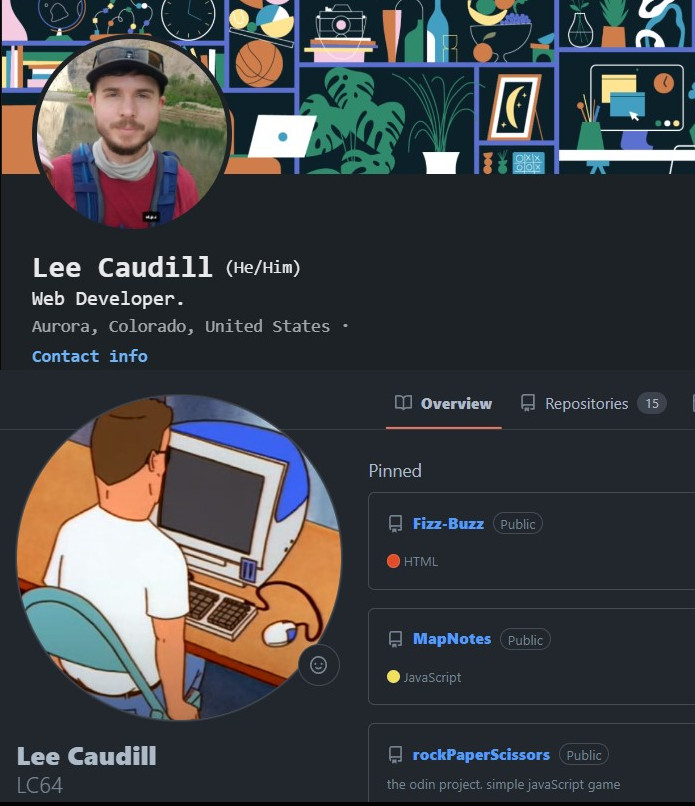 Lee Caudill (He/Him)
Web Developer.
Aurora, Colorado, United States ·
Contact info
Overview
Repositories 15
Pinned
Fizz-Buzz Public
HTML
MapNotes Public
JavaScript
rockPaperScissors Public
the odin project. simple javaScript game
Lee Caudill
LC64